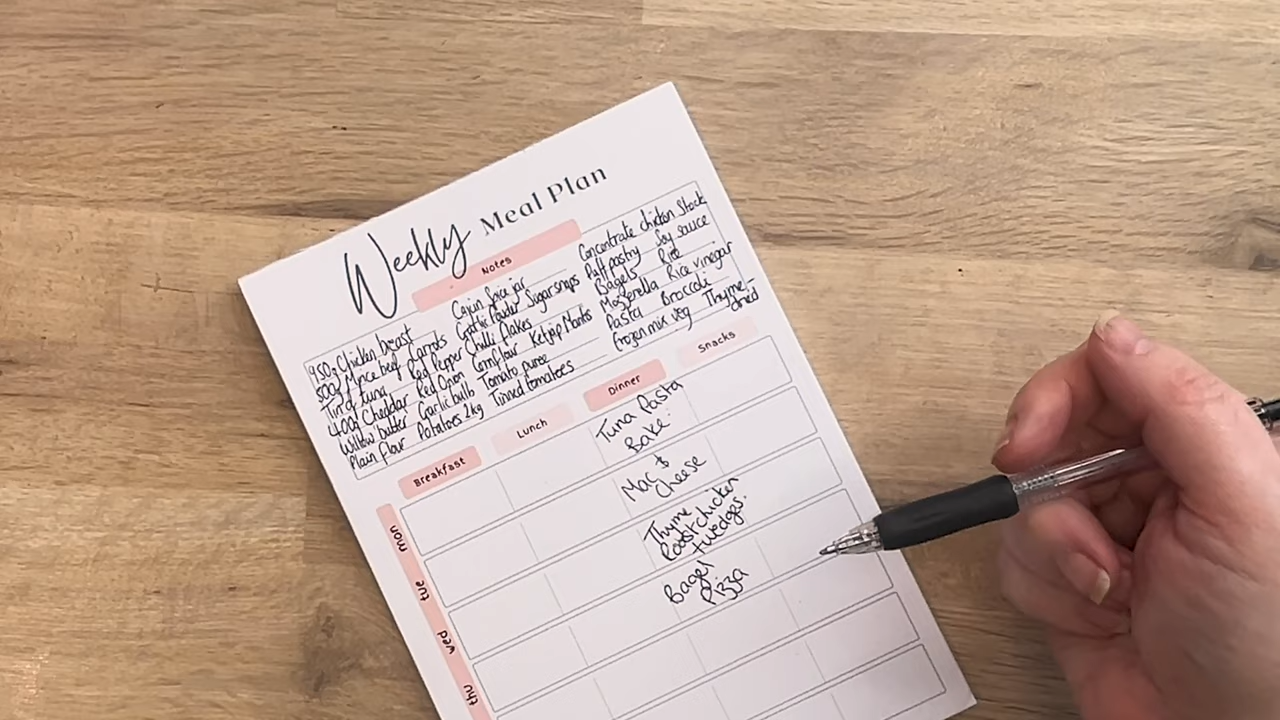 Weekly Meal Plan
Notes
950g Chicken breast
500g Mince beef Carrots
Tin of tuna Red Pepper
400g Cheddar Red Onion
Willow butter Garlic bulb
Plain flour Potatoes 2kg
Cajun Spice jar
Garlic Powder Sugarsnaps
Chilli flakes
Cornflour Ketjap Manis
Tomato puree
Tinned tomatoes
Concentrate chicken Stock
Puff pastry Soy sauce
Bagels Rice
Mozzerella Rice vinegar
Pasta Broccoli
Frozen mix veg Thyme -
dried
Breakfast Lunch Dinner Snacks
mon
Tuna Pasta
Bake.
tue
Mac &
Cheese
wed
Thyme
Roast chicken
+ wedges.
thu
Bagel
Pizza